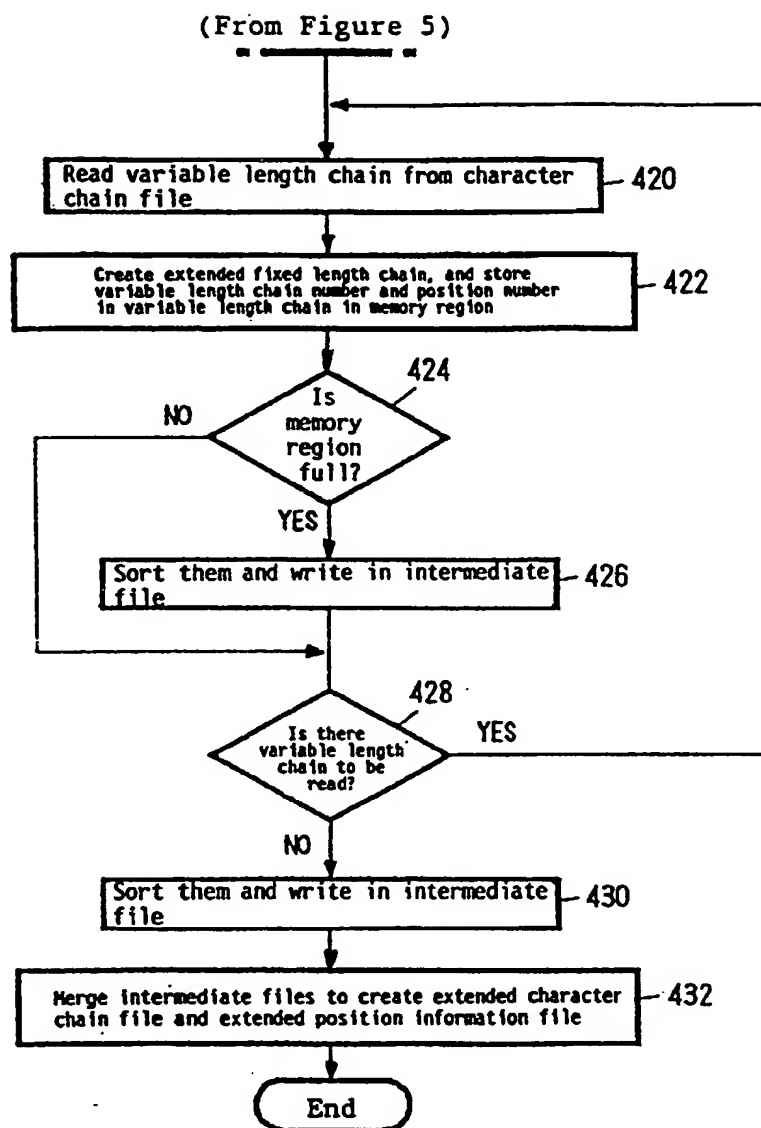 (From Figure 5)
Read variable length chain from character
chain file
420
Create extended fixed length chain, and store
variable length chain number and position number
in variable length chain in memory region
422
424
Is
memory
region
full?
NO
YES
Sort them and write in intermediate
file
426
428
Is there
variable length
chain to be
read?
YES
NO
Sort them and write in intermediate
file
430
Merge intermediate files to create extended character
chain file and extended position information file
432
End